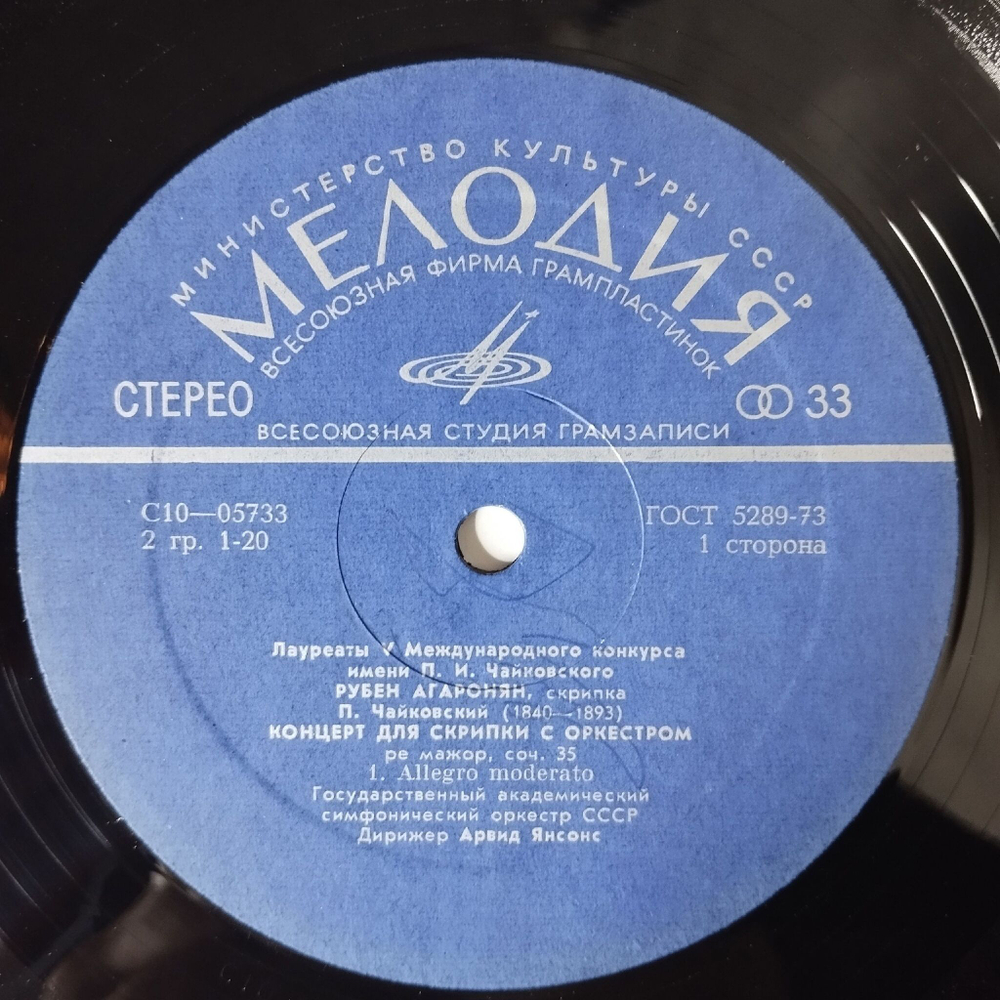 МИНИСТЕРСТВО КУЛЬТУРЫ СССР
МЕЛОДИЯ
ВСЕСОЮЗНАЯ ФИРМА ГРАМПЛАСТИНОК
СТЕРЕО
33
ВСЕСОЮЗНАЯ СТУДИЯ ГРАМЗАПИСИ
С10—05733
2 гр. 1-20
ГОСТ 5289-73
1 сторона
Лауреаты V Международного конкурса
имени П. И. Чайковского
РУБЕН АГАРОНЯН, скрипка
П. Чайковский (1840—1893)
КОНЦЕРТ ДЛЯ СКРИПКИ С ОРКЕСТРОМ
ре мажор, соч. 35
1. Allegro moderato
Государственный академический
симфонический оркестр СССР
Дирижер Арвид Янсонс